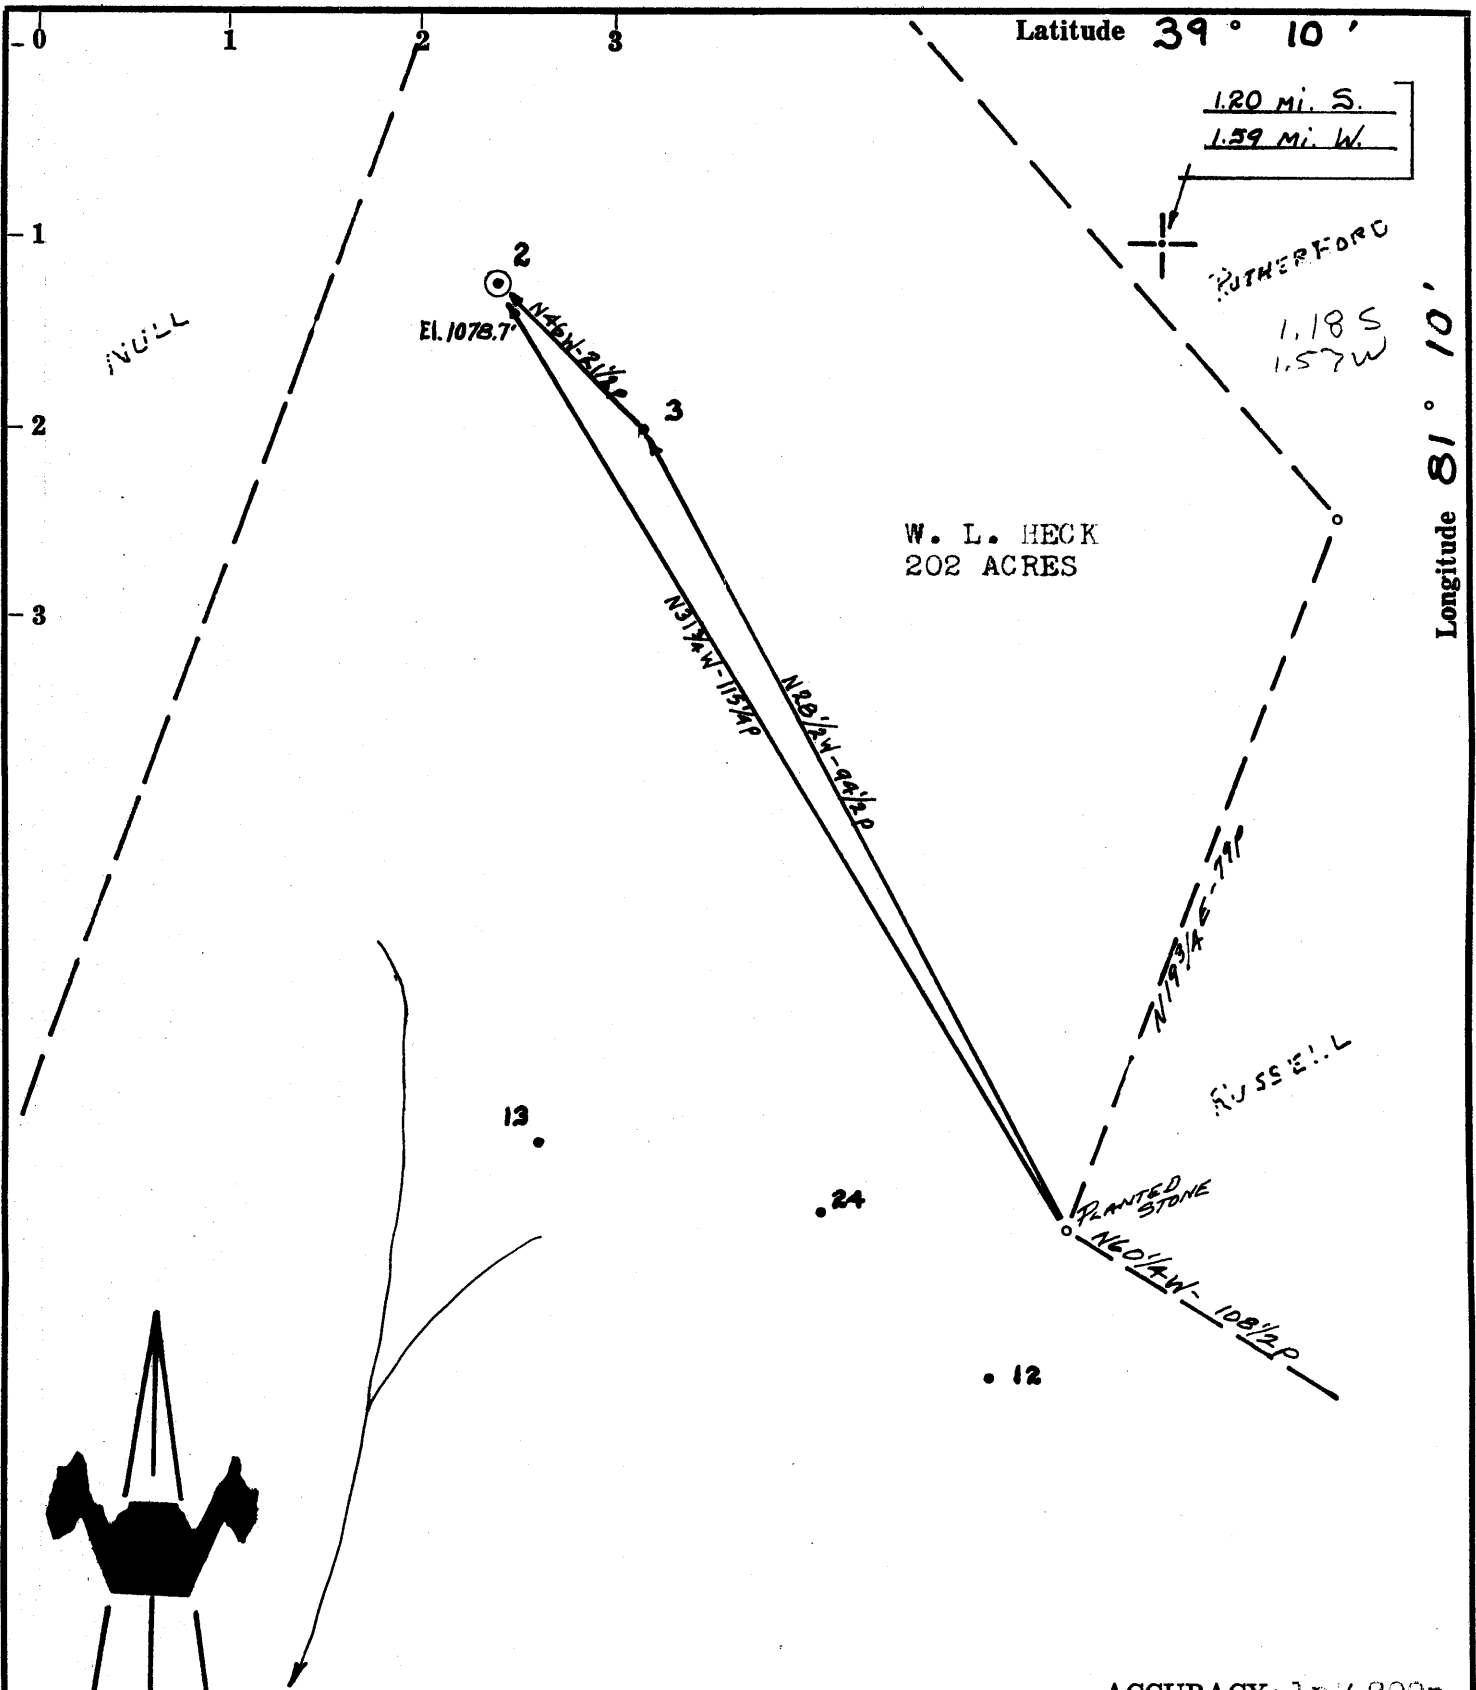 0 1 2 3
Latitude 39° 10'
1.20 Mi. S.
1.59 Mi. W.
1
2
RUTHERFORD
1.18 S
1.57 W
NULL
El. 1078.7'
N46W-21½P
3
2
Longitude 81° 10'
W. L. HECK
202 ACRES
3
N31¾W-115¼P
N28½W-94½P
N19¾E-79P
RUSSELL
13
24
PLANTED
STONE
N60¼W-108½P
12
ACCURACY: